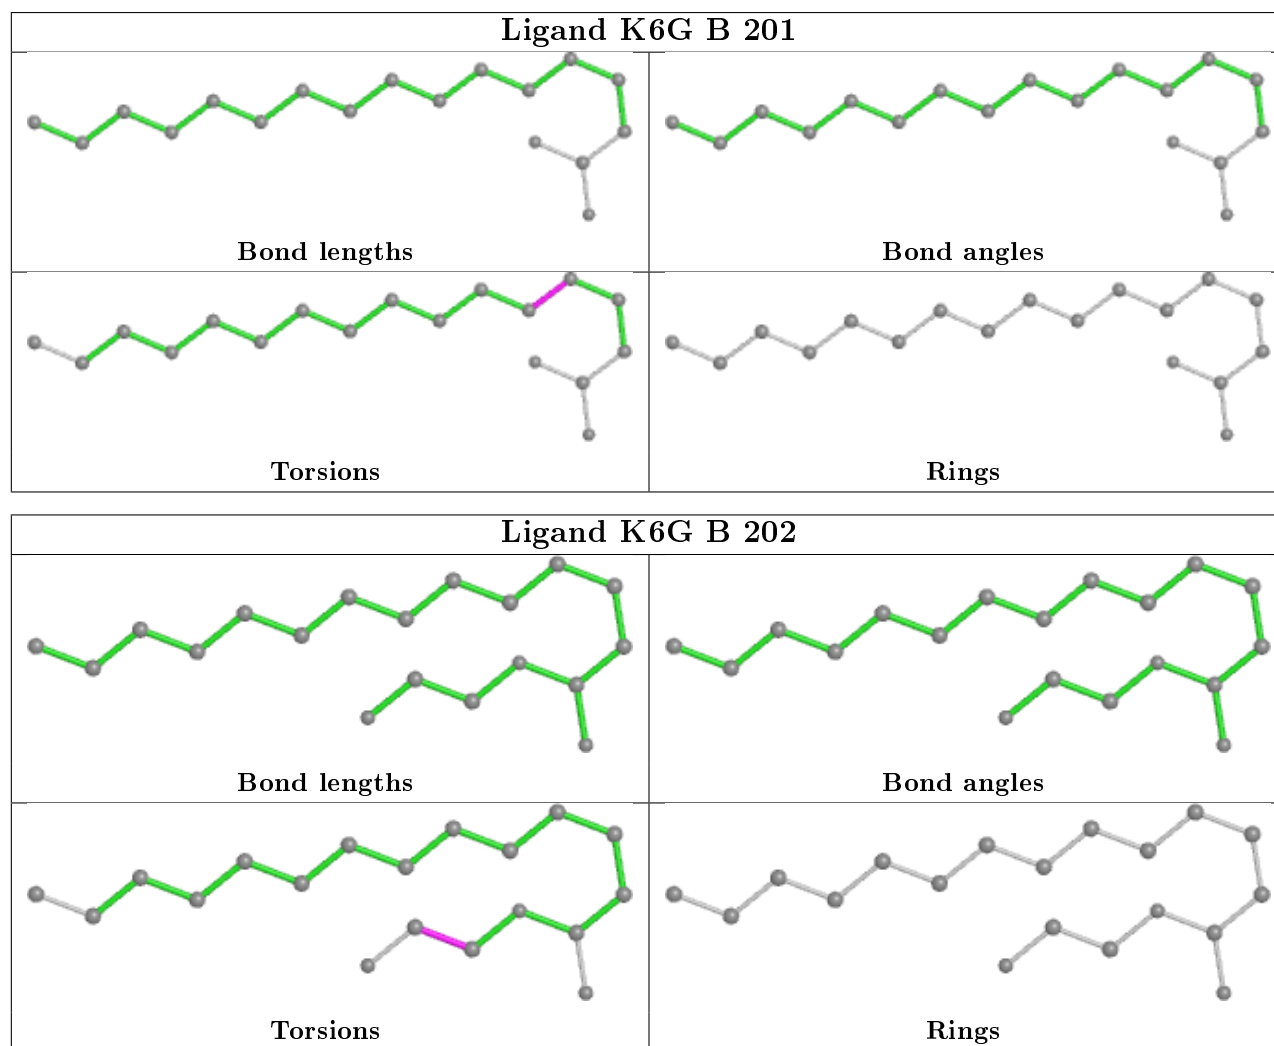 Ligand K6G B 201
Bond lengths
Bond angles
Torsions
Rings
Ligand K6G B 202
Bond lengths
Bond angles
Torsions
Rings